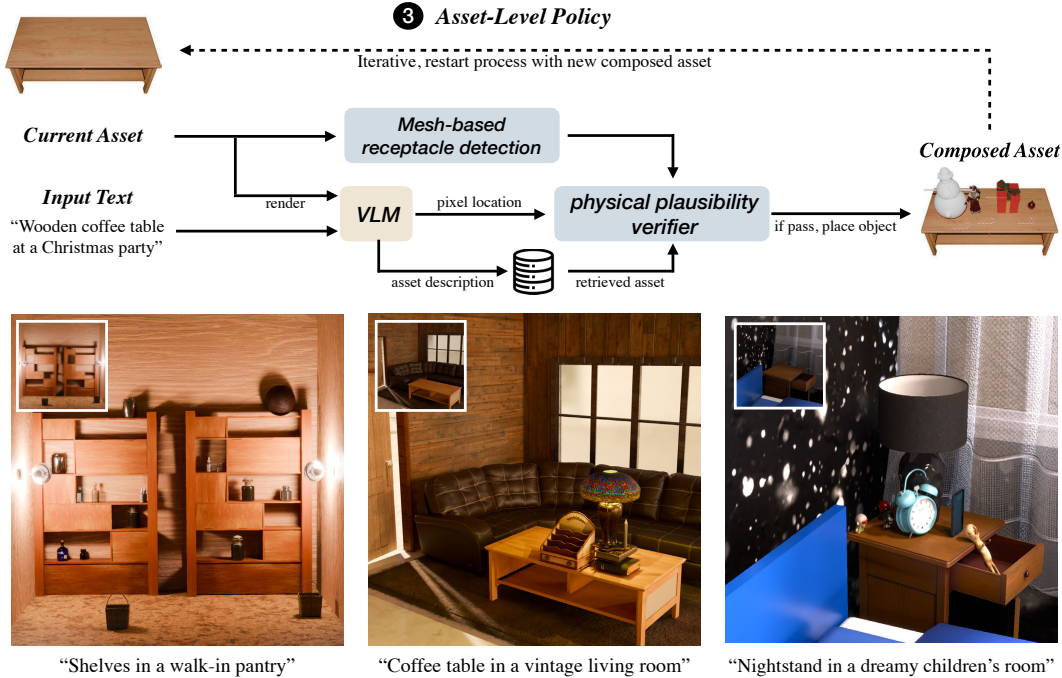 3 Asset-Level Policy
Iterative, restart process with new composed asset
Current Asset
Mesh-based
receptacle detection
Composed Asset
Input Text
“Wooden coffee table
at a Christmas party”
render
VLM
pixel location
physical plausibility
verifier
if pass, place object
asset description
retrieved asset
“Shelves in a walk-in pantry”
“Coffee table in a vintage living room”
“Nightstand in a dreamy children’s room”